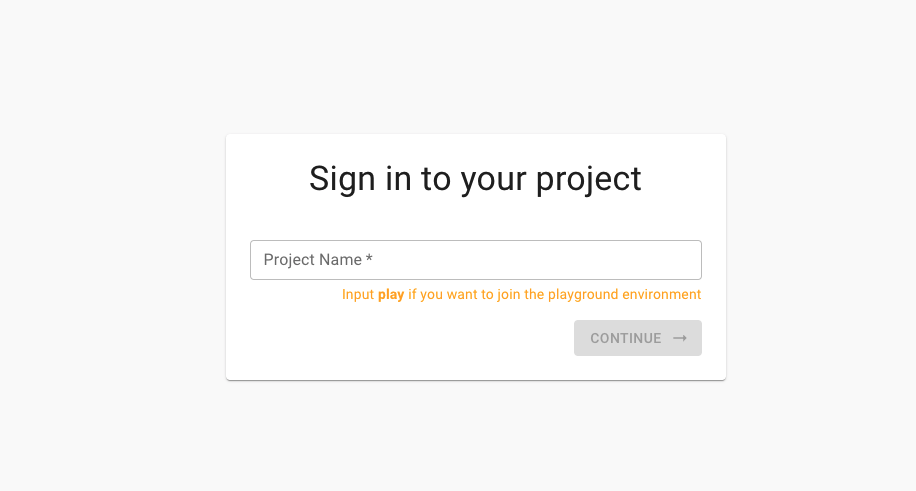 Sign in to your project
Project Name *
Input play if you want to join the playground environment
CONTINUE →